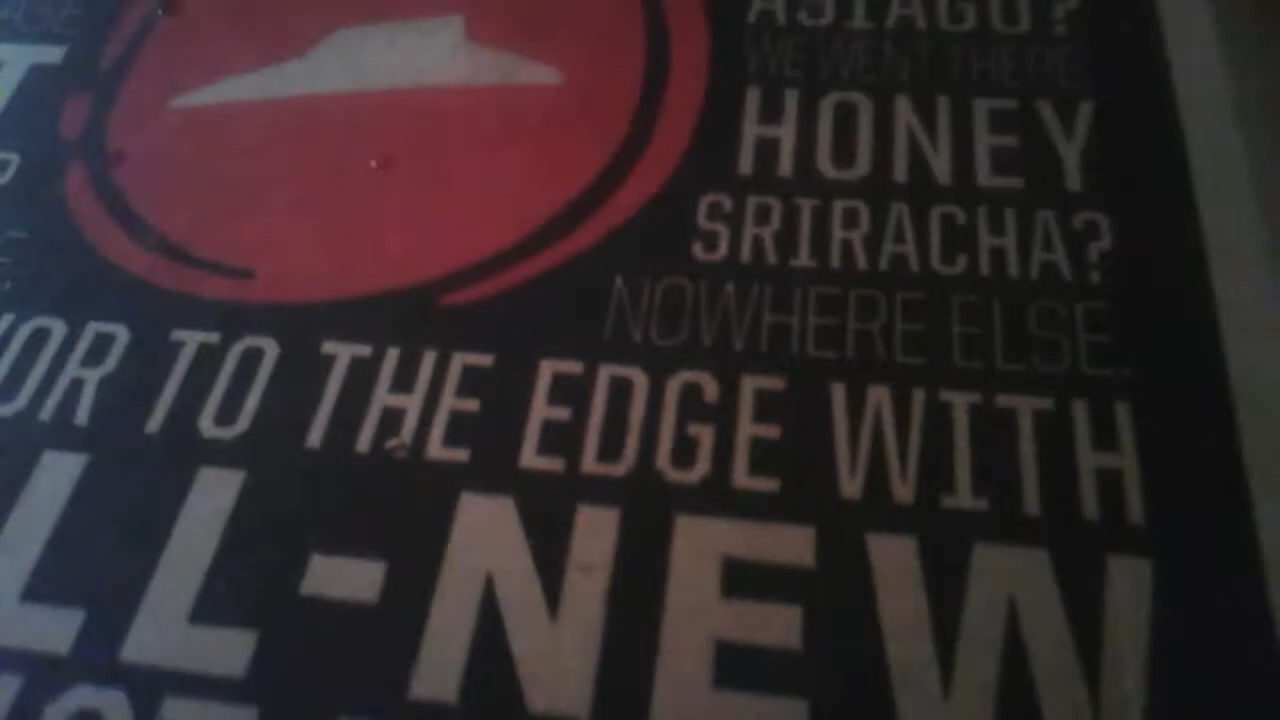 ASIAGO?
WE WENT THERE.
HONEY
SRIRACHA?
NOWHERE ELSE.
OR TO THE EDGE WITH
LL-NEW